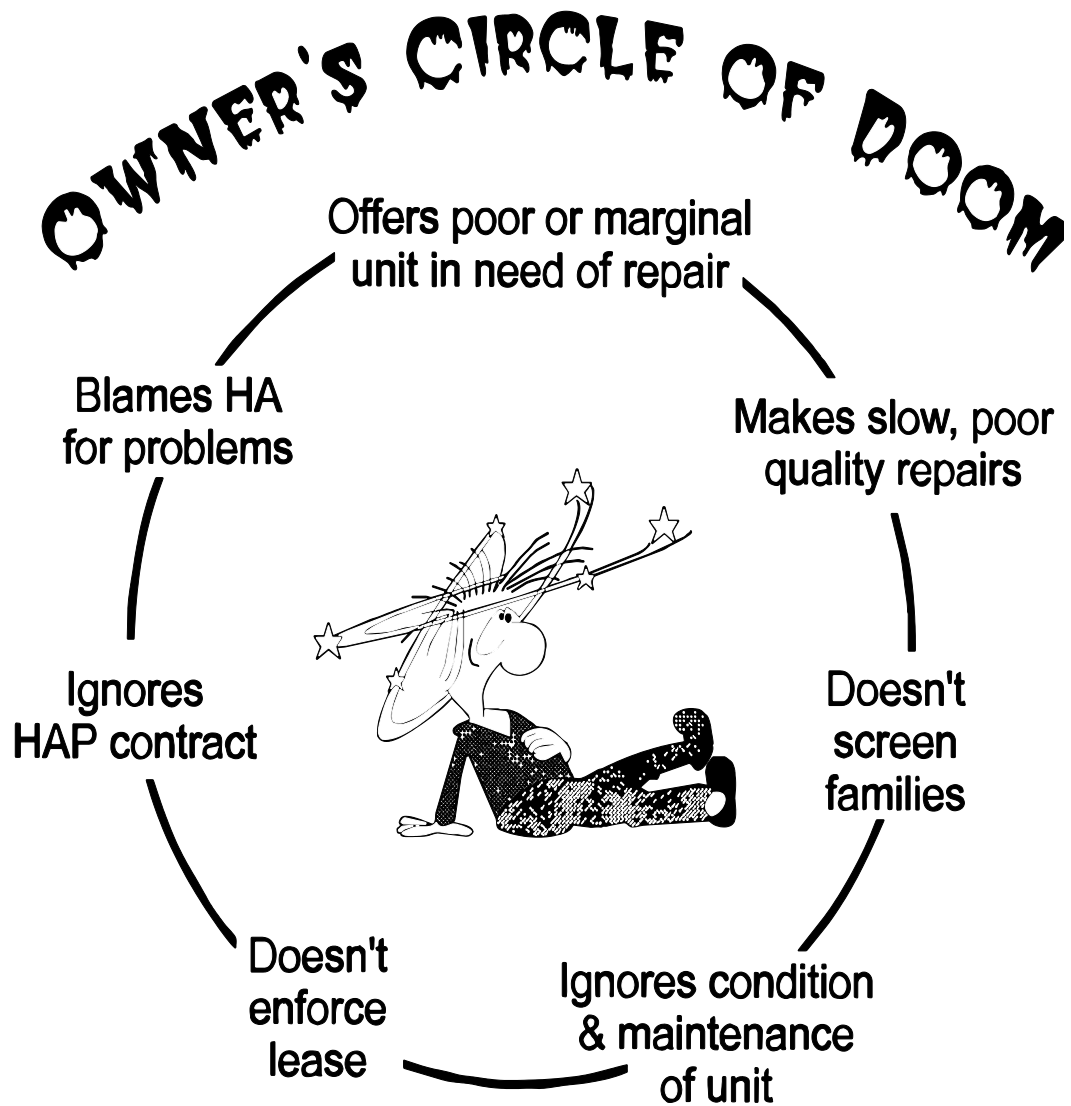 OWNER'S CIRCLE OF DOOM
Offers poor or marginal
unit in need of repair
Makes slow, poor
quality repairs
Doesn't
screen
families
Ignores condition
& maintenance
of unit
Doesn't
enforce
lease
Ignores
HAP contract
Blames HA
for problems